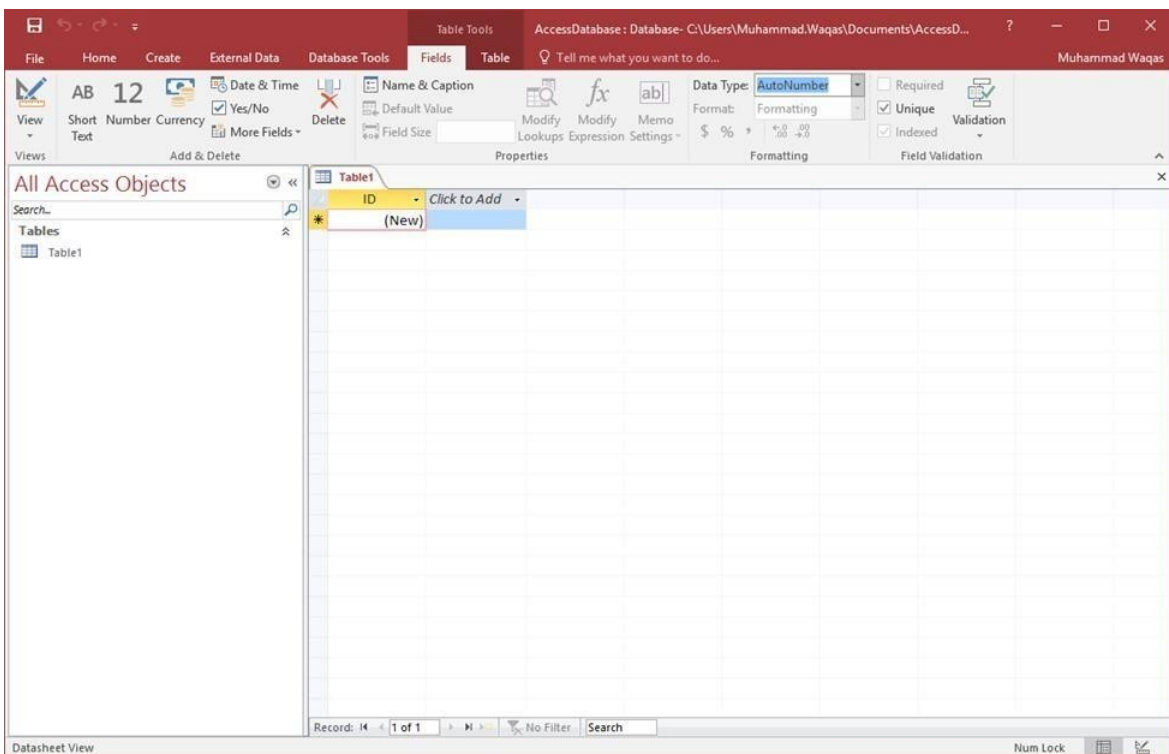 Table Tools
AccessDatabase : Database- C:\Users\Muhammad.Waqas\Documents\AccessD...
?
File Home Create External Data Database Tools Fields Table Tell me what you want to do... Muhammad Waqas
View
Views
AB
Short Text
12
Number
Currency
Date & Time
Yes/No
More Fields
Delete
Add & Delete
Name & Caption
Default Value
Field Size
Modify Lookups
fx
Modify Expression
ab
Memo Settings
Properties
Data Type: AutoNumber
Format: Formatting
$ % , .00 .0
Formatting
Required
Unique
Indexed
Validation
Field Validation
All Access Objects
Search...
Tables
Table1
Table1
ID Click to Add
(New)
Record: 1 of 1 No Filter Search
Datasheet View Num Lock